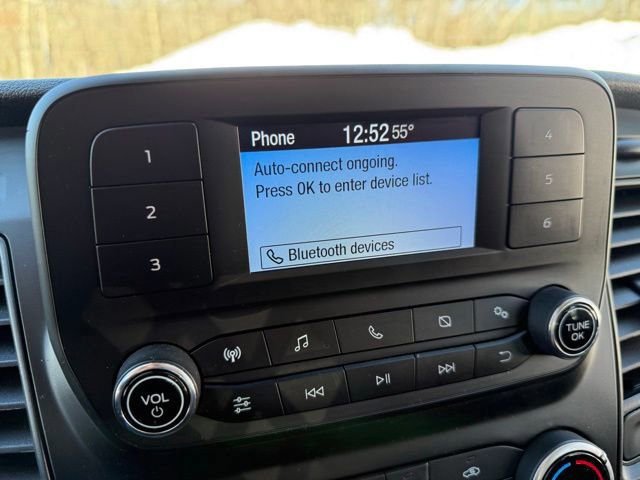 Phone 12:52 55°
Auto-connect ongoing.
Press OK to enter device list.
Bluetooth devices
1
2
3
4
5
6
VOL
TUNE
OK